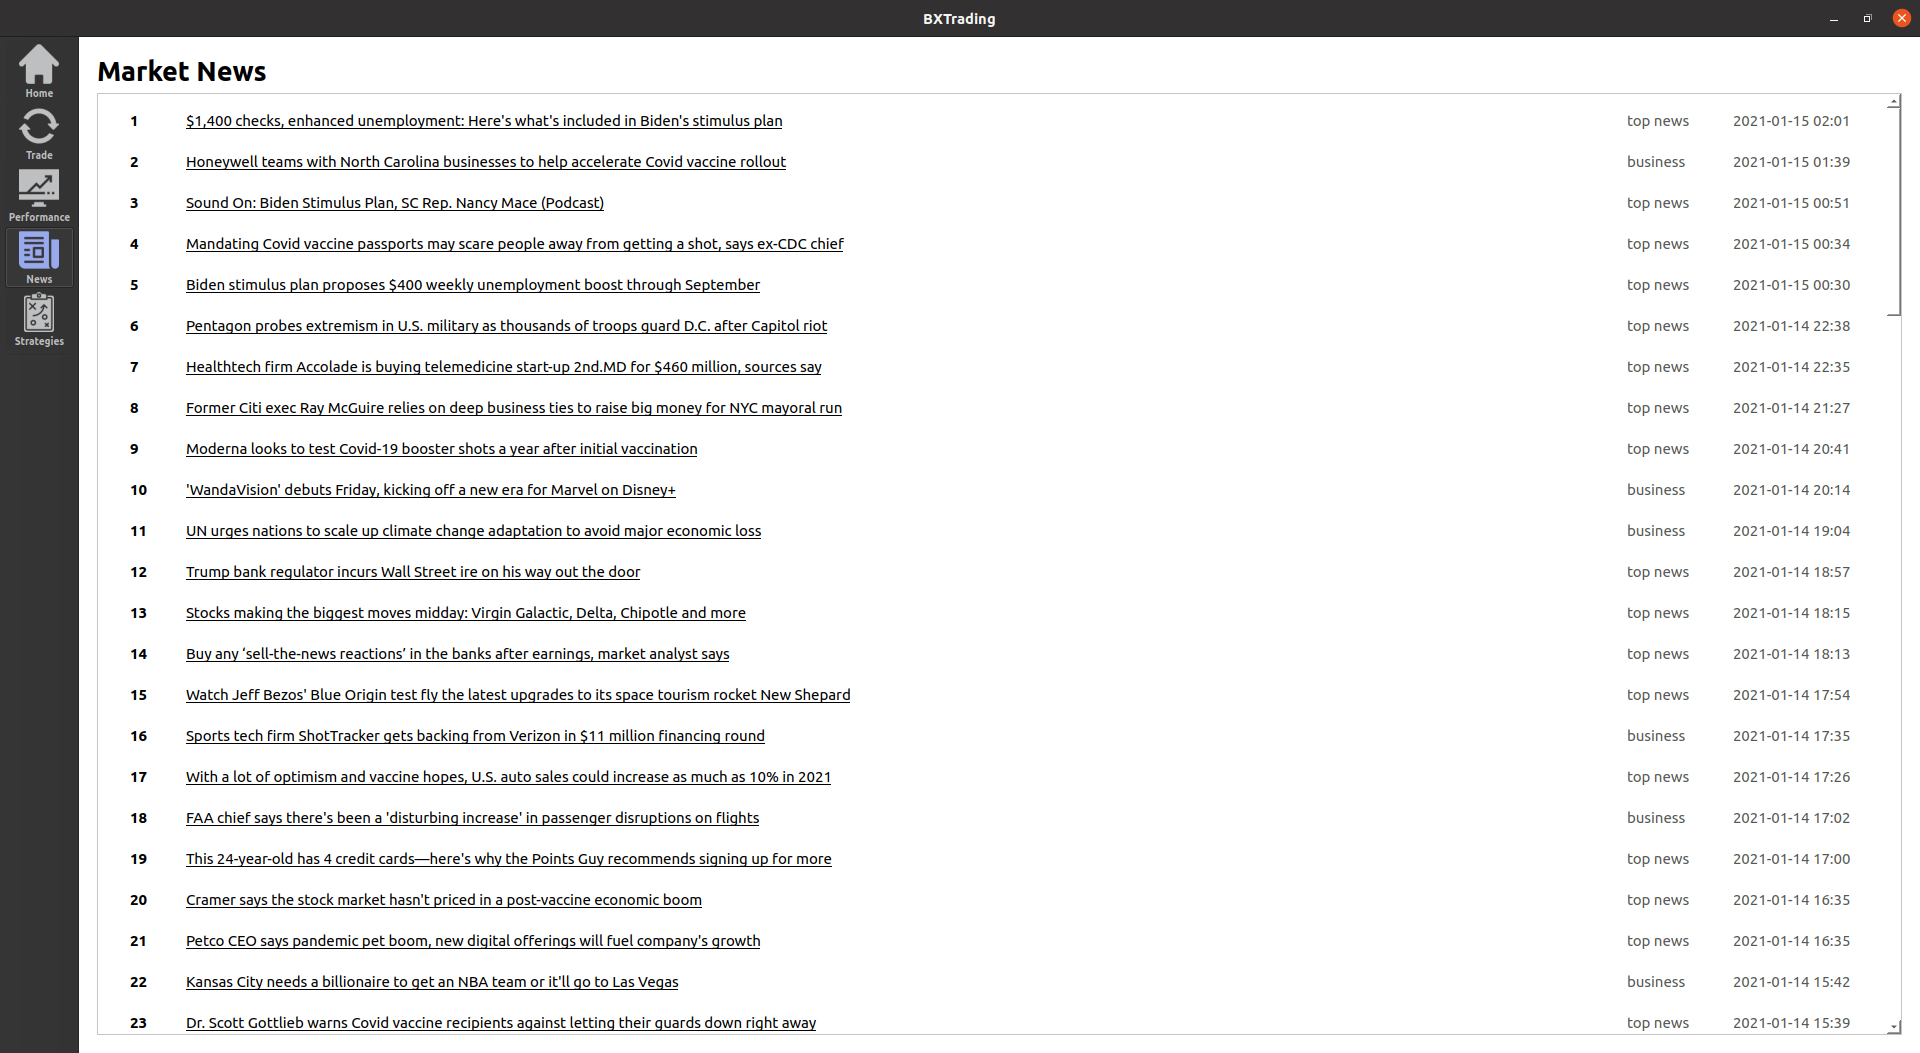 BXTrading
Home
Trade
Performance
News
Strategies
Market News
1 $1,400 checks, enhanced unemployment: Here's what's included in Biden's stimulus plan top news 2021-01-15 02:01
2 Honeywell teams with North Carolina businesses to help accelerate Covid vaccine rollout business 2021-01-15 01:39
3 Sound On: Biden Stimulus Plan, SC Rep. Nancy Mace (Podcast) top news 2021-01-15 00:51
4 Mandating Covid vaccine passports may scare people away from getting a shot, says ex-CDC chief top news 2021-01-15 00:34
5 Biden stimulus plan proposes $400 weekly unemployment boost through September top news 2021-01-15 00:30
6 Pentagon probes extremism in U.S. military as thousands of troops guard D.C. after Capitol riot top news 2021-01-14 22:38
7 Healthtech firm Accolade is buying telemedicine start-up 2nd.MD for $460 million, sources say top news 2021-01-14 22:35
8 Former Citi exec Ray McGuire relies on deep business ties to raise big money for NYC mayoral run top news 2021-01-14 21:27
9 Moderna looks to test Covid-19 booster shots a year after initial vaccination top news 2021-01-14 20:41
10 'WandaVision' debuts Friday, kicking off a new era for Marvel on Disney+ business 2021-01-14 20:14
11 UN urges nations to scale up climate change adaptation to avoid major economic loss business 2021-01-14 19:04
12 Trump bank regulator incurs Wall Street ire on his way out the door top news 2021-01-14 18:57
13 Stocks making the biggest moves midday: Virgin Galactic, Delta, Chipotle and more top news 2021-01-14 18:15
14 Buy any ‘sell-the-news reactions’ in the banks after earnings, market analyst says top news 2021-01-14 18:13
15 Watch Jeff Bezos' Blue Origin test fly the latest upgrades to its space tourism rocket New Shepard top news 2021-01-14 17:54
16 Sports tech firm ShotTracker gets backing from Verizon in $11 million financing round business 2021-01-14 17:35
17 With a lot of optimism and vaccine hopes, U.S. auto sales could increase as much as 10% in 2021 top news 2021-01-14 17:26
18 FAA chief says there's been a 'disturbing increase' in passenger disruptions on flights business 2021-01-14 17:02
19 This 24-year-old has 4 credit cards—here's why the Points Guy recommends signing up for more top news 2021-01-14 17:00
20 Cramer says the stock market hasn't priced in a post-vaccine economic boom top news 2021-01-14 16:35
21 Petco CEO says pandemic pet boom, new digital offerings will fuel company's growth top news 2021-01-14 16:35
22 Kansas City needs a billionaire to get an NBA team or it'll go to Las Vegas business 2021-01-14 15:42
23 Dr. Scott Gottlieb warns Covid vaccine recipients against letting their guards down right away top news 2021-01-14 15:39